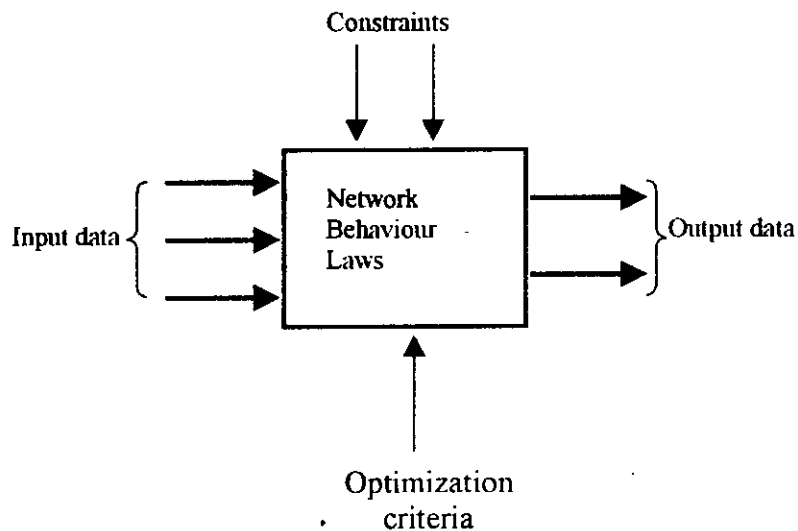 Constraints
Network
Behaviour
Laws
Input data
Output data
Optimization
criteria